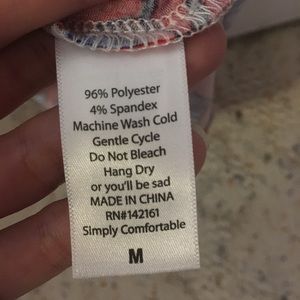 96% Polyester
4% Spandex
Machine Wash Cold
Gentle Cycle
Do Not Bleach
Hang Dry
or you'll be sad
MADE IN CHINA
RN#142161
Simply Comfortable
M